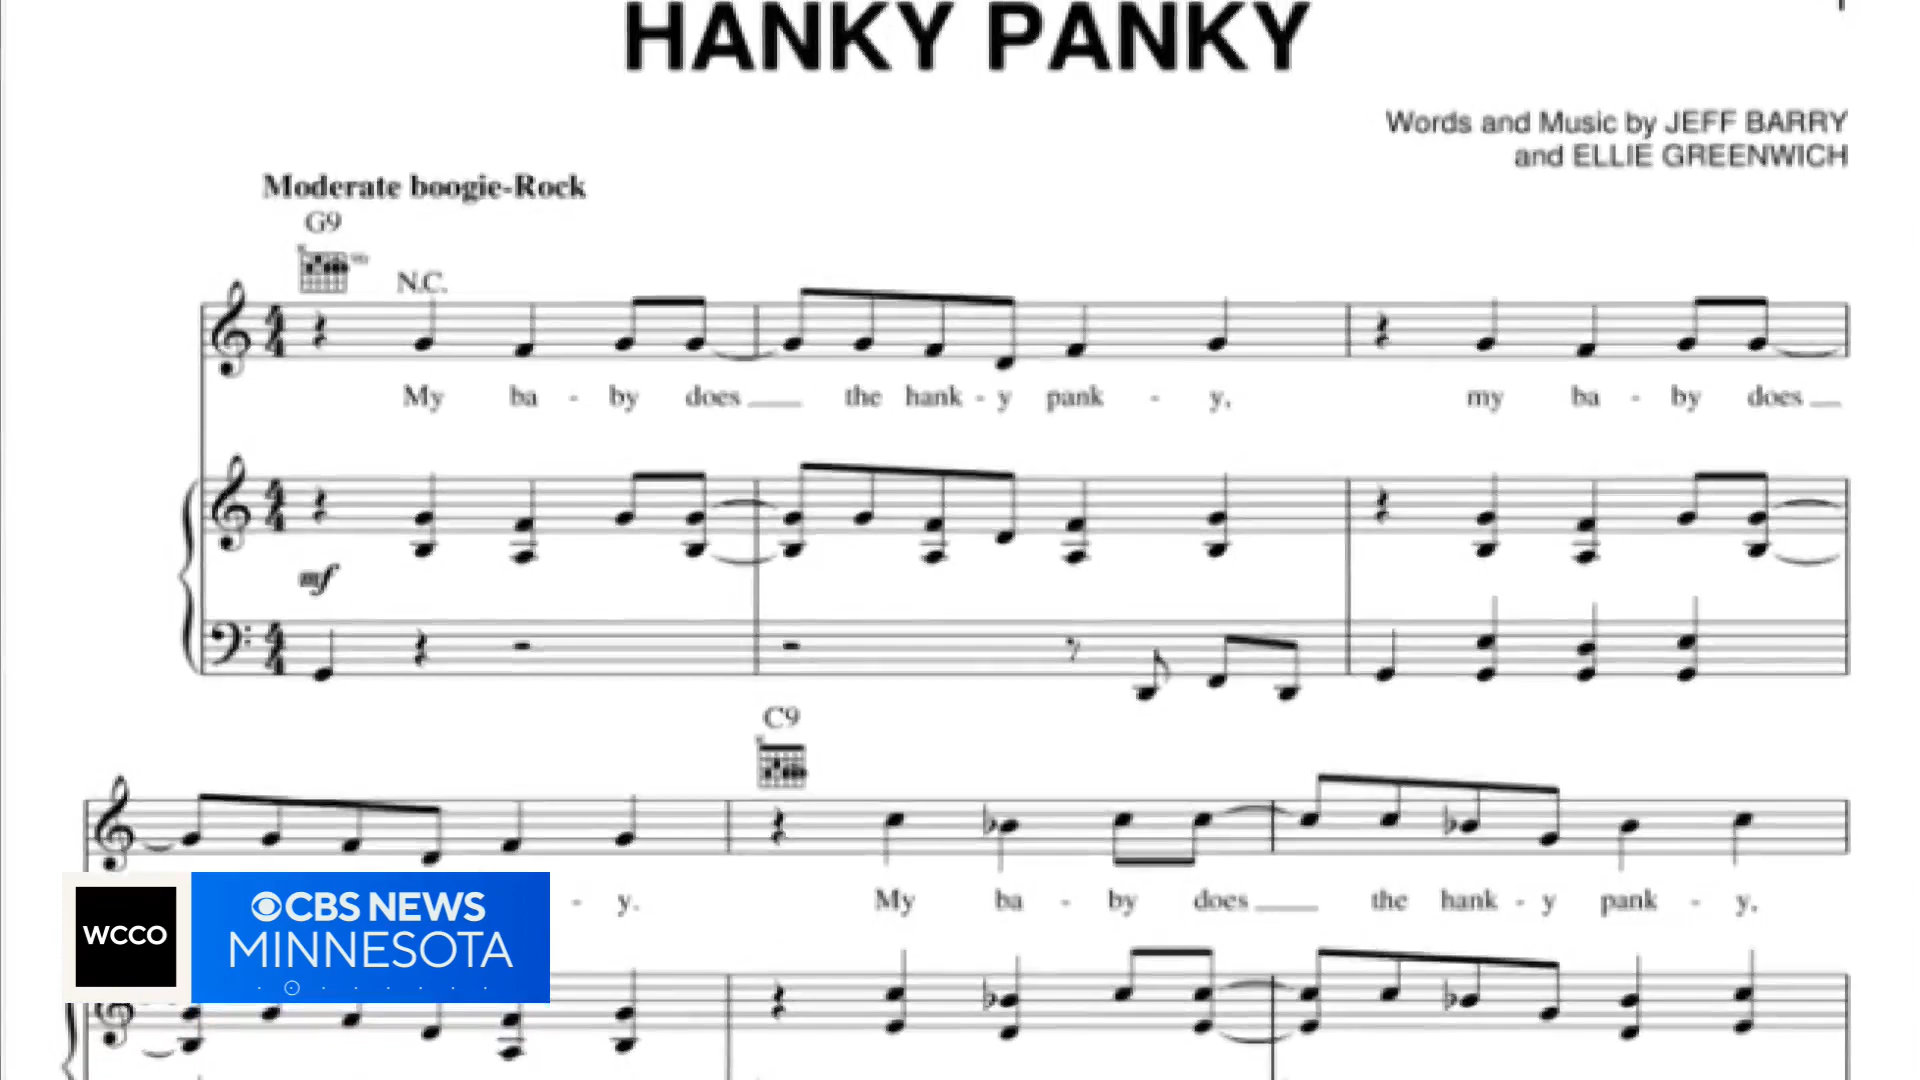 HANKY PANKY
Words and Music by JEFF BARRY
and ELLIE GREENWICH
Moderate boogie-Rock
G9
N.C.
My ba - by does the hank - y pank - y, my ba - by does
mf
C9
- y. My ba - by does the hank - y pank - y,
WCCO
CBS NEWS
MINNESOTA